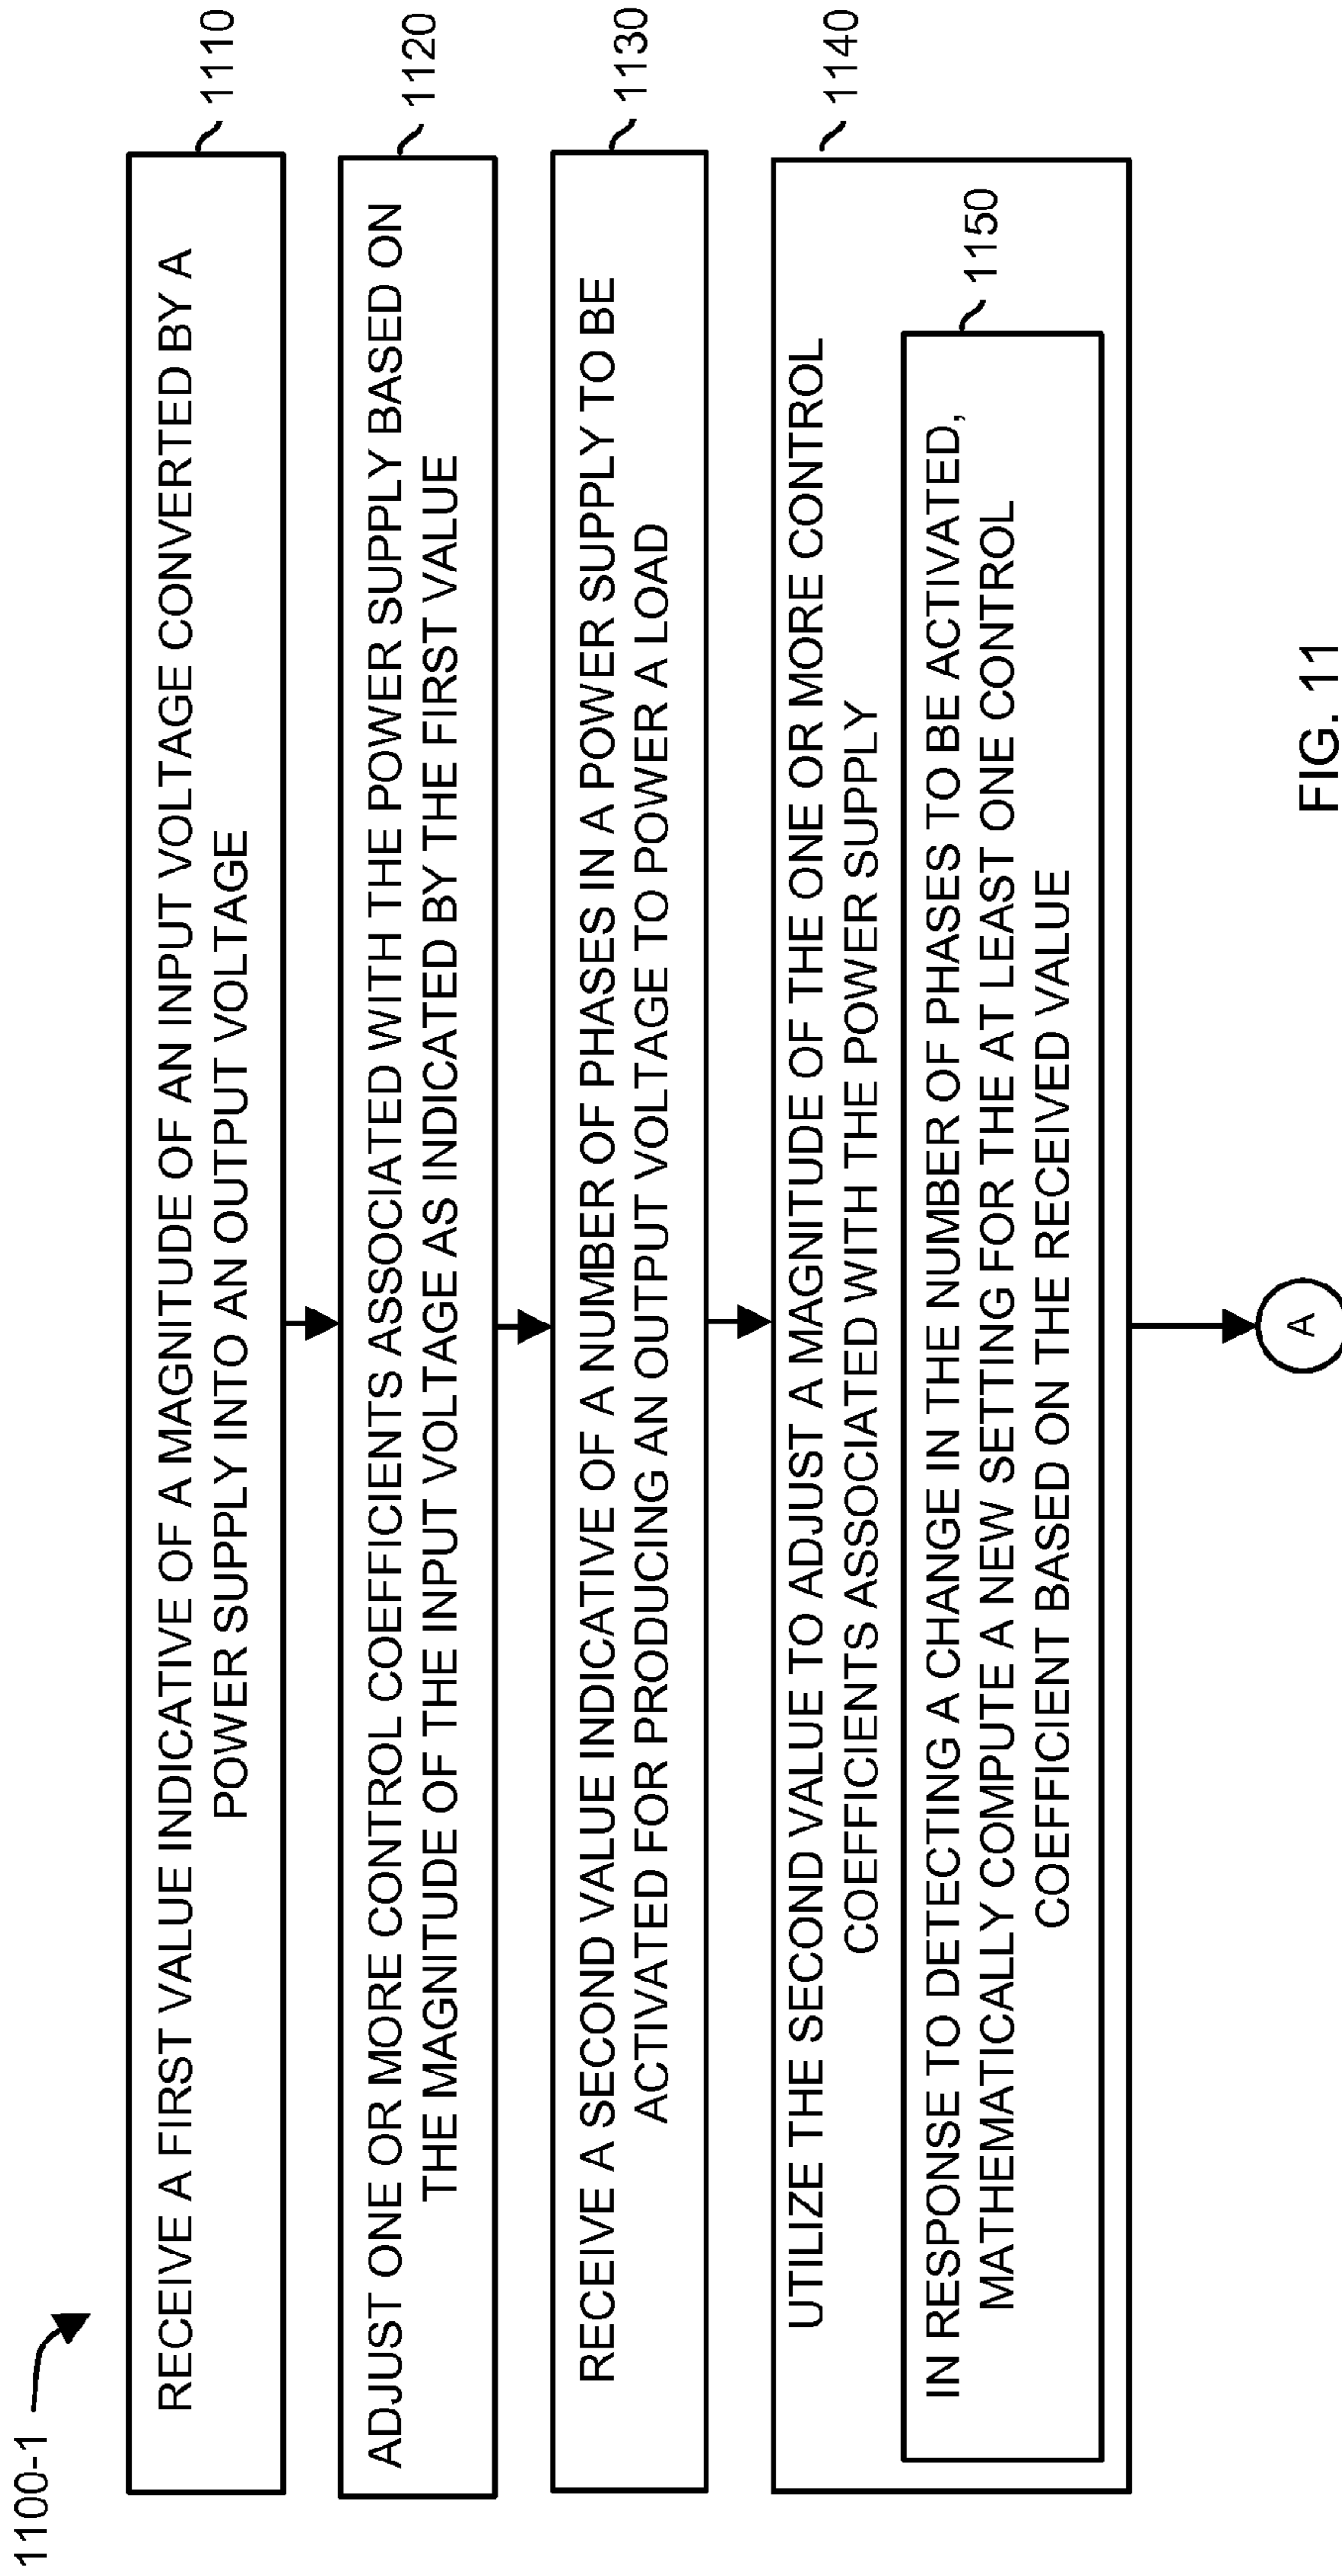 1100-1
RECEIVE A FIRST VALUE INDICATIVE OF A MAGNITUDE OF AN INPUT VOLTAGE CONVERTED BY A
POWER SUPPLY INTO AN OUTPUT VOLTAGE
1110
ADJUST ONE OR MORE CONTROL COEFFICIENTS ASSOCIATED WITH THE POWER SUPPLY BASED ON
THE MAGNITUDE OF THE INPUT VOLTAGE AS INDICATED BY THE FIRST VALUE
1120
RECEIVE A SECOND VALUE INDICATIVE OF A NUMBER OF PHASES IN A POWER SUPPLY TO BE
ACTIVATED FOR PRODUCING AN OUTPUT VOLTAGE TO POWER A LOAD
1130
UTILIZE THE SECOND VALUE TO ADJUST A MAGNITUDE OF THE ONE OR MORE CONTROL
COEFFICIENTS ASSOCIATED WITH THE POWER SUPPLY
1140
IN RESPONSE TO DETECTING A CHANGE IN THE NUMBER OF PHASES TO BE ACTIVATED,
MATHEMATICALLY COMPUTE A NEW SETTING FOR THE AT LEAST ONE CONTROL
COEFFICIENT BASED ON THE RECEIVED VALUE
1150
A
FIG. 11